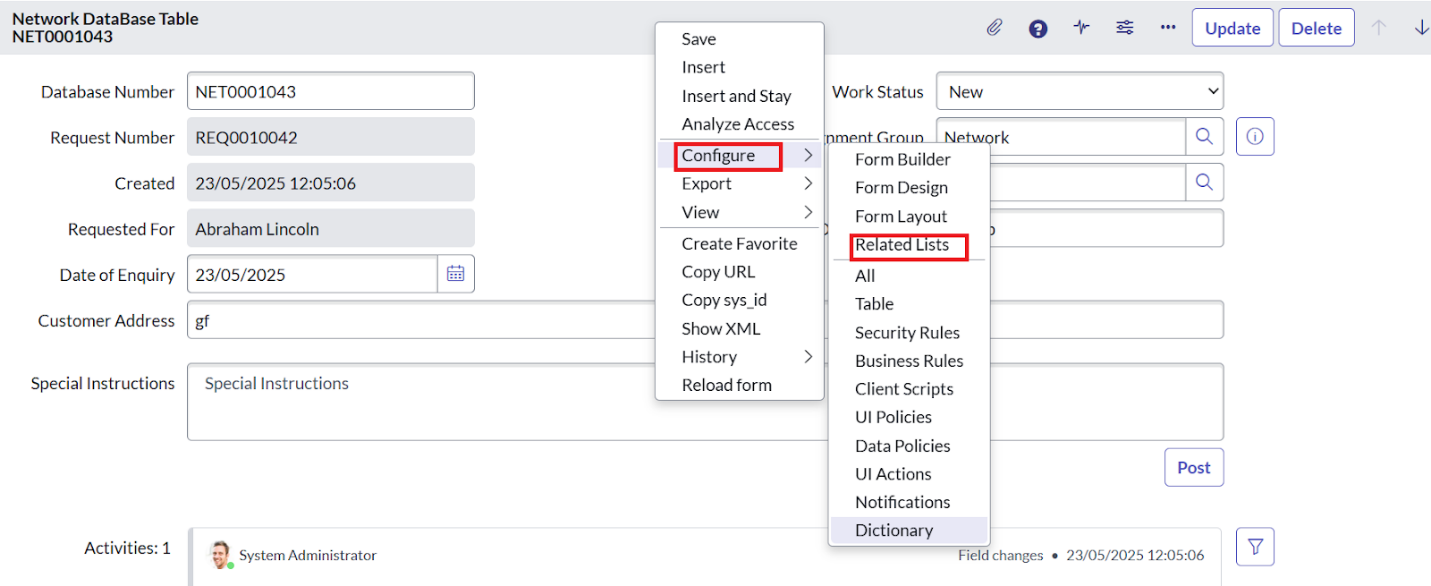 Network DataBase Table
NET0001043
Update
Delete
Database Number
NET0001043
Request Number
REQ0010042
Created
23/05/2025 12:05:06
Requested For
Abraham Lincoln
Date of Enquiry
23/05/2025
Customer Address
gf
Special Instructions
Special Instructions
Work Status
New
nment Group
Network
Save
Insert
Insert and Stay
Analyze Access
Configure
Export
View
Create Favorite
Copy URL
Copy sys_id
Show XML
History
Reload form
Form Builder
Form Design
Form Layout
Related Lists
All
Table
Security Rules
Business Rules
Client Scripts
UI Policies
Data Policies
UI Actions
Notifications
Dictionary
Post
Activities: 1
System Administrator
Field changes • 23/05/2025 12:05:06